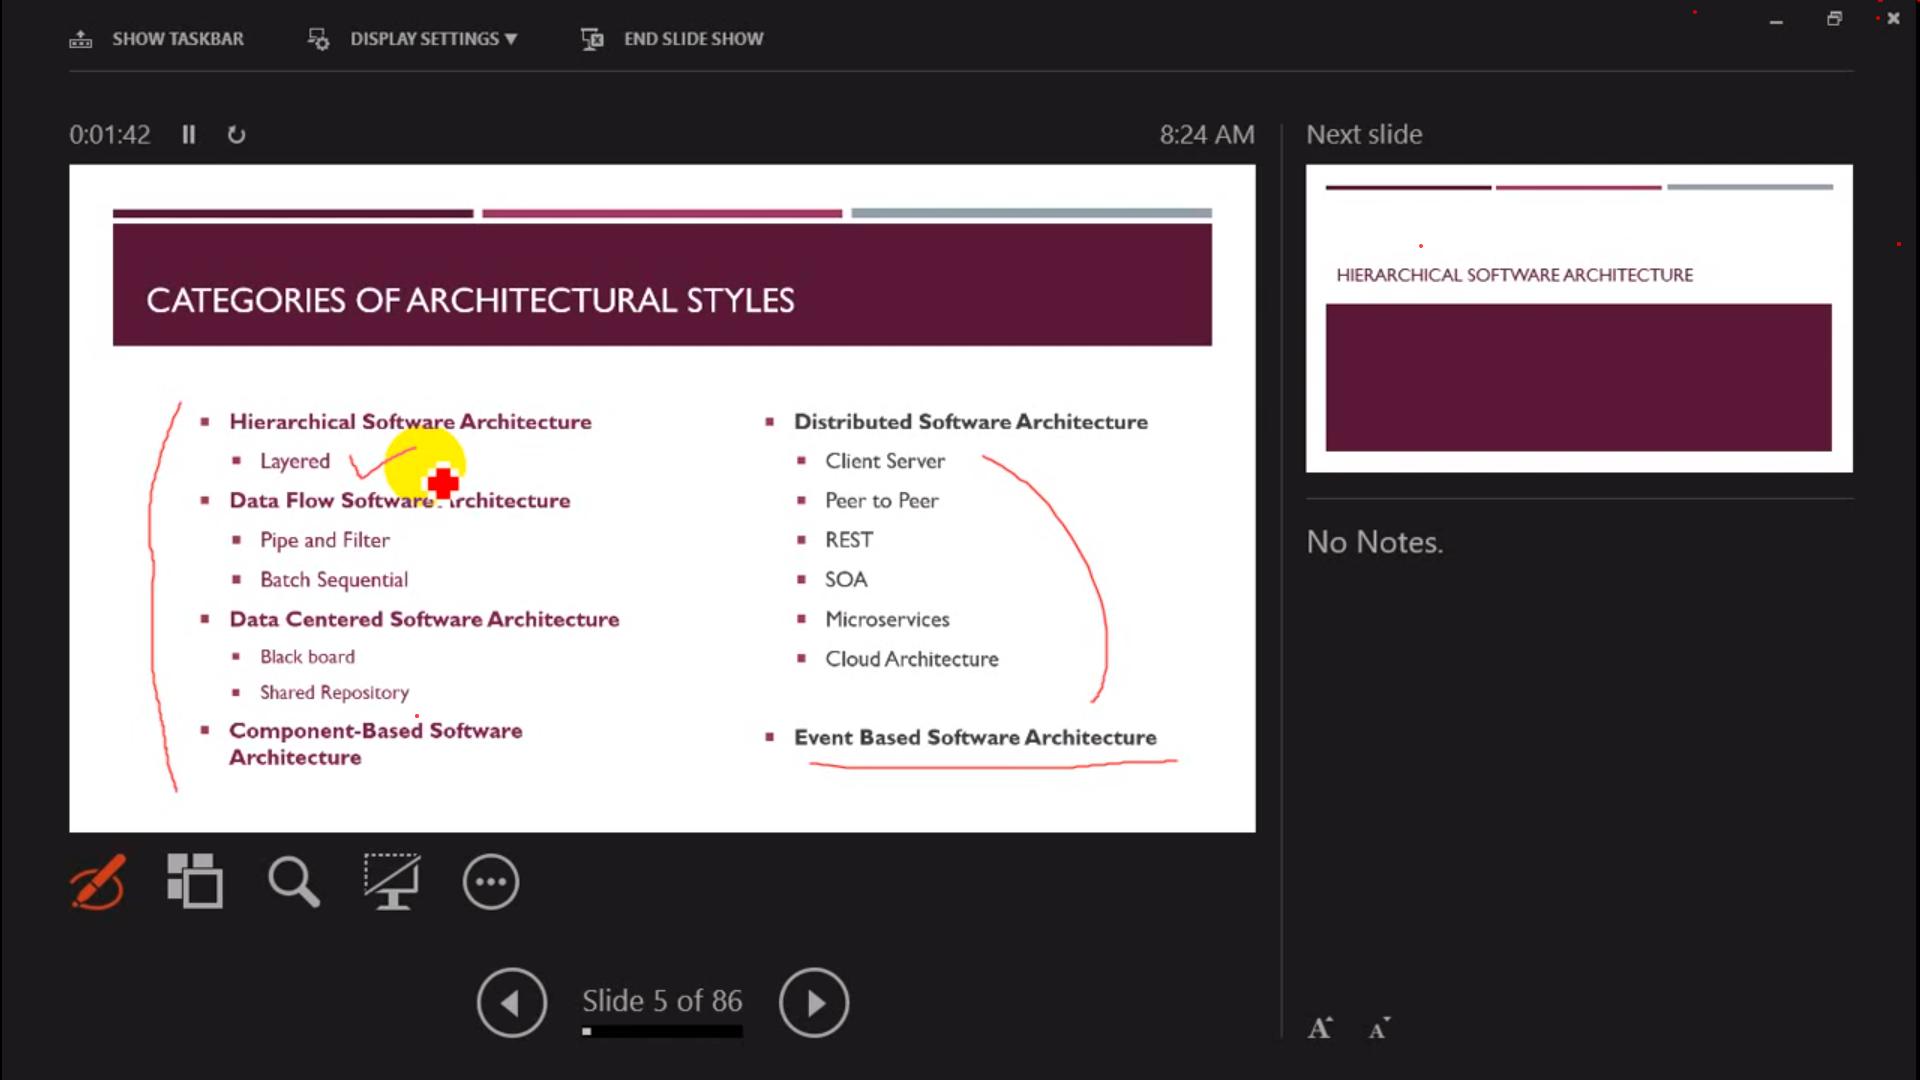 SHOW TASKBAR
DISPLAY SETTINGS ▼
END SLIDE SHOW
0:01:42
8:24 AM
CATEGORIES OF ARCHITECTURAL STYLES
Hierarchical Software Architecture
Layered
Data Flow Software Architecture
Pipe and Filter
Batch Sequential
Data Centered Software Architecture
Black board
Shared Repository
Component-Based Software
Architecture
Distributed Software Architecture
Client Server
Peer to Peer
REST
SOA
Microservices
Cloud Architecture
Event Based Software Architecture
Slide 5 of 86
Next slide
HIERARCHICAL SOFTWARE ARCHITECTURE
No Notes.
A A